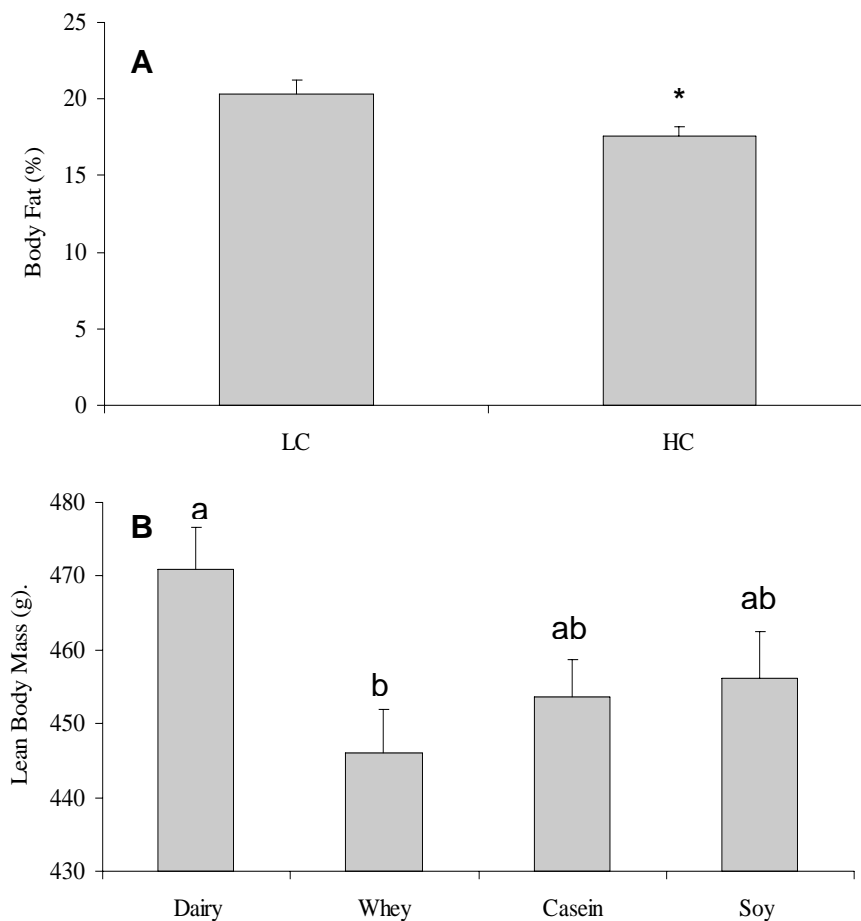 25
A
20
*
15
Body Fat (%)
10
5
0
LC HC
480
B
a
470
Lean Body Mass (g).
ab
ab
460
b
450
440
430
Dairy Whey Casein Soy